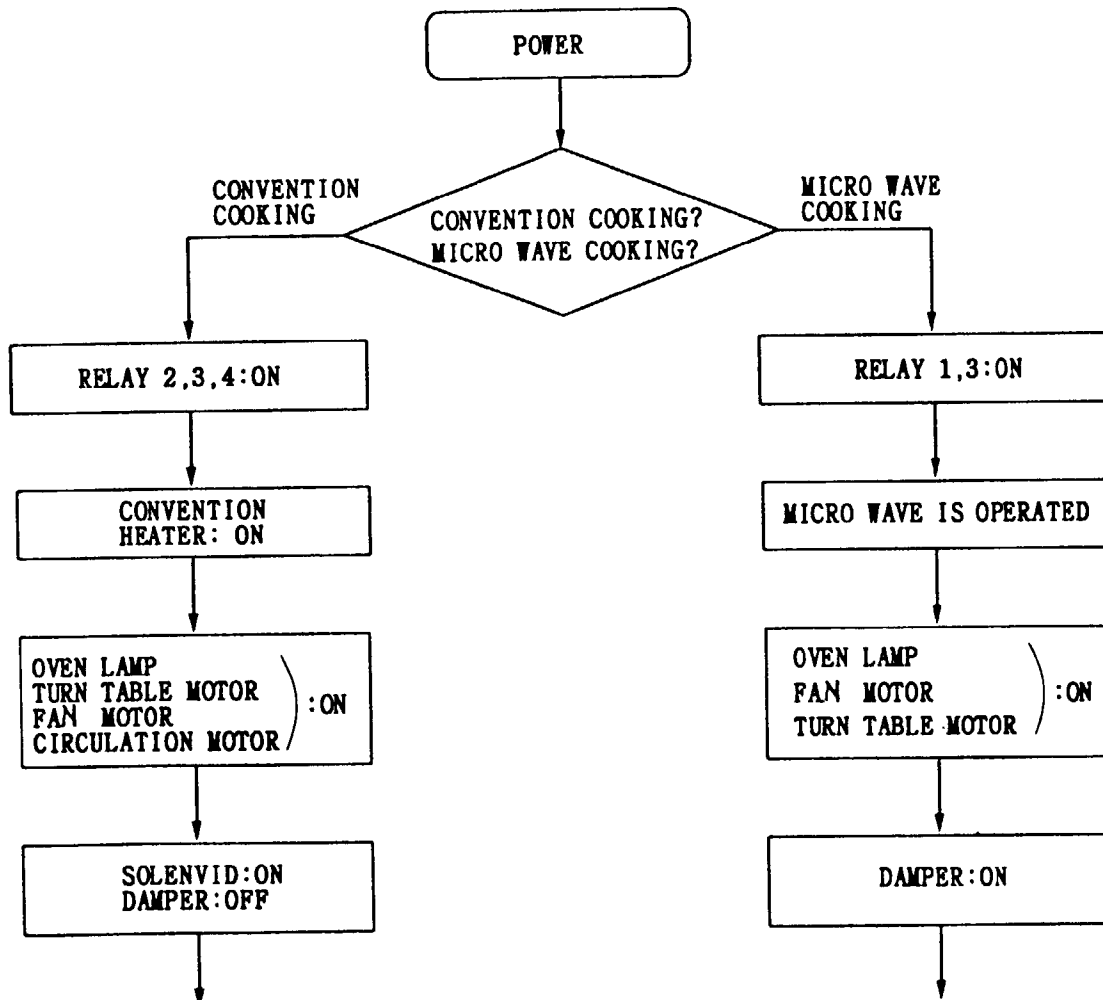 POWER
CONVENTION
COOKING
CONVENTION COOKING?
MICRO WAVE COOKING?
MICRO WAVE
COOKING
RELAY 2,3,4:ON
RELAY 1,3:ON
CONVENTION
HEATER: ON
MICRO WAVE IS OPERATED
OVEN LAMP
TURN TABLE MOTOR
FAN MOTOR
CIRCULATION MOTOR
:ON
OVEN LAMP
FAN MOTOR
TURN TABLE MOTOR
:ON
SOLENVID:ON
DAMPER:OFF
DAMPER:ON